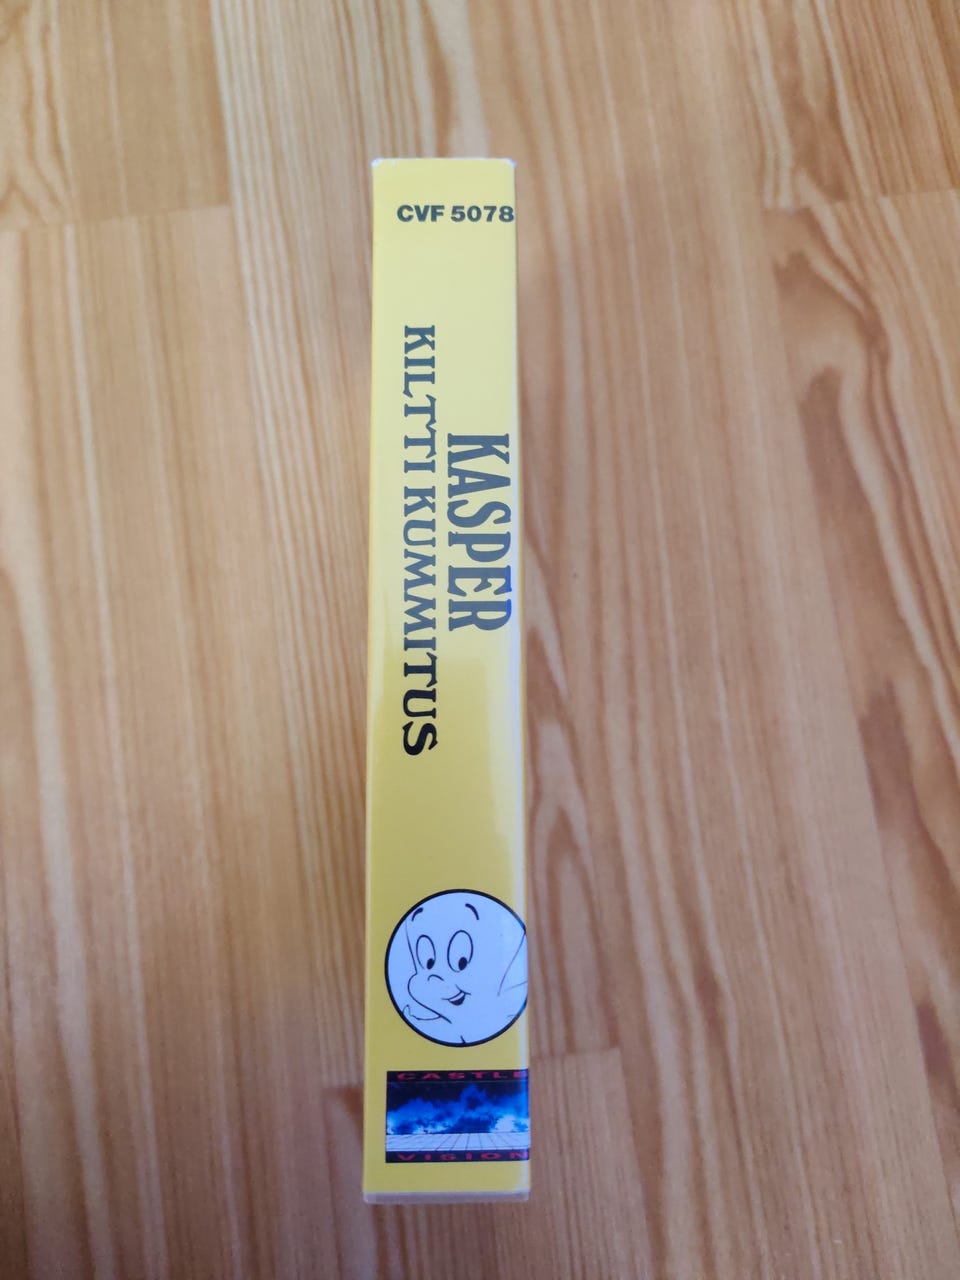 CVF 5078
KASPER
KILTTI KUMMITUS
CASTLE
VISION